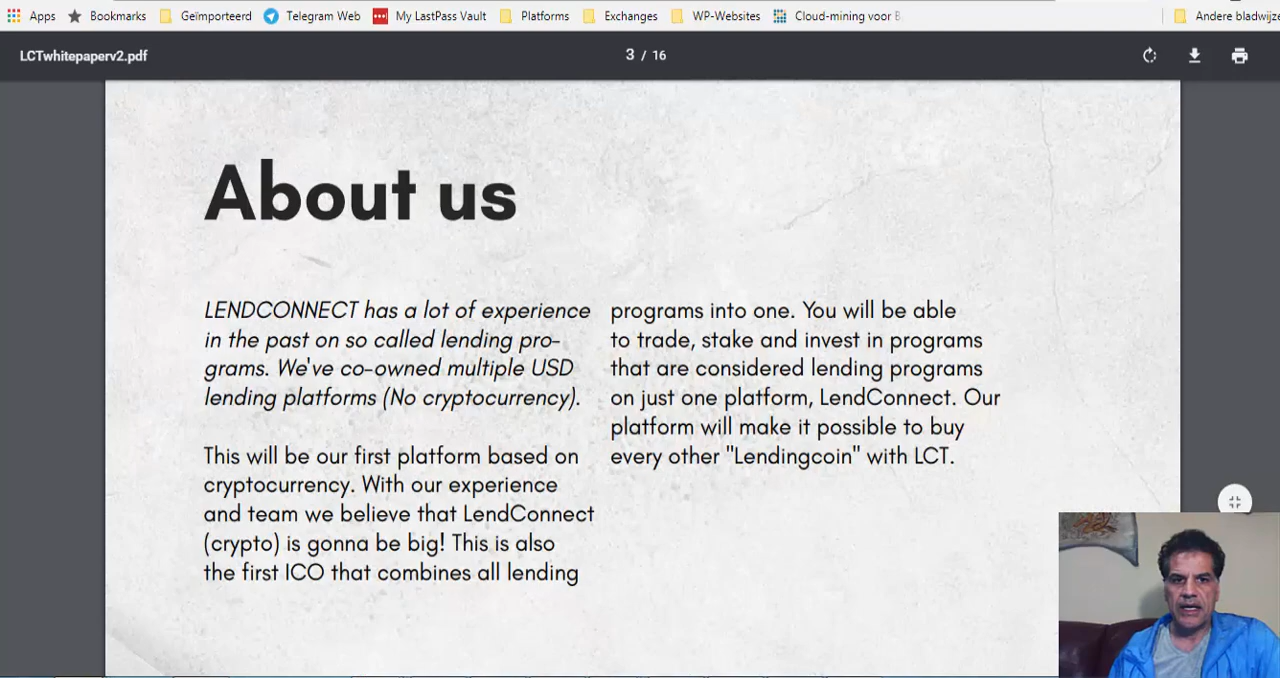 Apps Bookmarks Geïmporteerd Telegram Web My LastPass Vault Platforms Exchanges WP-Websites Cloud-mining voor B Andere bladwijze
LCTwhitepaperv2.pdf 3 / 16
About us
LENDCONNECT has a lot of experience
in the past on so called lending pro-
grams. We've co-owned multiple USD
lending platforms (No cryptocurrency).
This will be our first platform based on
cryptocurrency. With our experience
and team we believe that LendConnect
(crypto) is gonna be big! This is also
the first ICO that combines all lending
programs into one. You will be able
to trade, stake and invest in programs
that are considered lending programs
on just one platform, LendConnect. Our
platform will make it possible to buy
every other "Lendingcoin" with LCT.